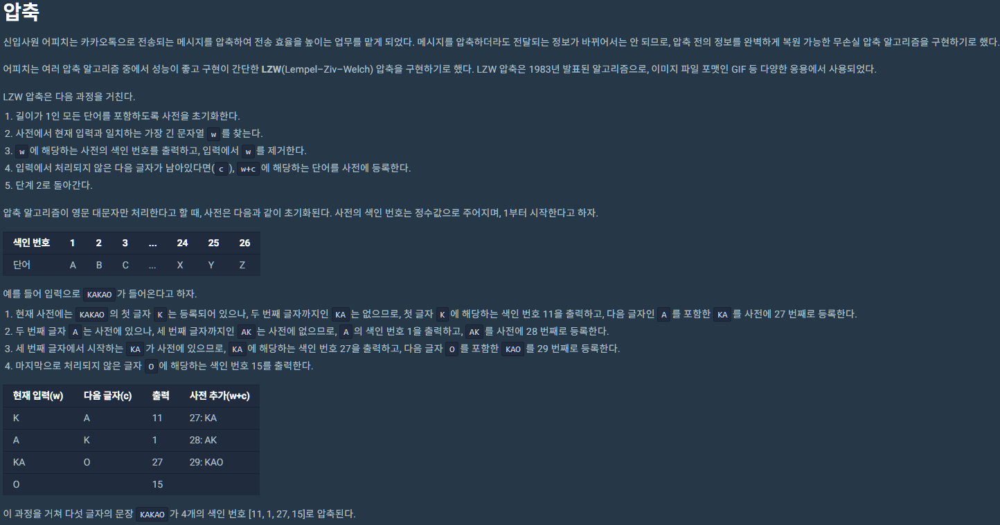 압축
신입사원 어피치는 카카오톡으로 전송되는 메시지를 압축하여 전송 효율을 높이는 업무를 맡게 되었다. 메시지를 압축하더라도 전달되는 정보가 바뀌어서는 안 되므로, 압축 전의 정보를 완벽하게 복원 가능한 무손실 압축 알고리즘을 구현하기로 했다.
어피치는 여러 압축 알고리즘 중에서 성능이 좋고 구현이 간단한 LZW(Lempel–Ziv–Welch) 압축을 구현하기로 했다. LZW 압축은 1983년 발표된 알고리즘으로, 이미지 파일 포맷인 GIF 등 다양한 응용에서 사용되었다.
LZW 압축은 다음 과정을 거친다.
1. 길이가 1인 모든 단어를 포함하도록 사전을 초기화한다.
2. 사전에서 현재 입력과 일치하는 가장 긴 문자열 w 를 찾는다.
3. w 에 해당하는 사전의 색인 번호를 출력하고, 입력에서 w 를 제거한다.
4. 입력에서 처리되지 않은 다음 글자가 남아있다면( c ), w+c 에 해당하는 단어를 사전에 등록한다.
5. 단계 2로 돌아간다.
압축 알고리즘이 영문 대문자만 처리한다고 할 때, 사전은 다음과 같이 초기화된다. 사전의 색인 번호는 정수값으로 주어지며, 1부터 시작한다고 하자.
색인 번호 1 2 3 ... 24 25 26
단어 A B C ... X Y Z
예를 들어 입력으로 KAKAO 가 들어온다고 하자.
1. 현재 사전에는 KAKAO 의 첫 글자 K 는 등록되어 있으나, 두 번째 글자까지인 KA 는 없으므로, 첫 글자 K 에 해당하는 색인 번호 11을 출력하고, 다음 글자인 A 를 포함한 KA 를 사전에 27 번째로 등록한다.
2. 두 번째 글자 A 는 사전에 있으나, 세 번째 글자까지인 AK 는 사전에 없으므로, A 의 색인 번호 1을 출력하고, AK 를 사전에 28 번째로 등록한다.
3. 세 번째 글자에서 시작하는 KA 가 사전에 있으므로, KA 에 해당하는 색인 번호 27을 출력하고, 다음 글자 O 를 포함한 KAO 를 29 번째로 등록한다.
4. 마지막으로 처리되지 않은 글자 O 에 해당하는 색인 번호 15를 출력한다.
현재 입력(w) 다음 글자(c) 출력 사전 추가(w+c)
K A 11 27: KA
A K 1 28: AK
KA O 27 29: KAO
O 15
이 과정을 거쳐 다섯 글자의 문장 KAKAO 가 4개의 색인 번호 [11, 1, 27, 15]로 압축된다.